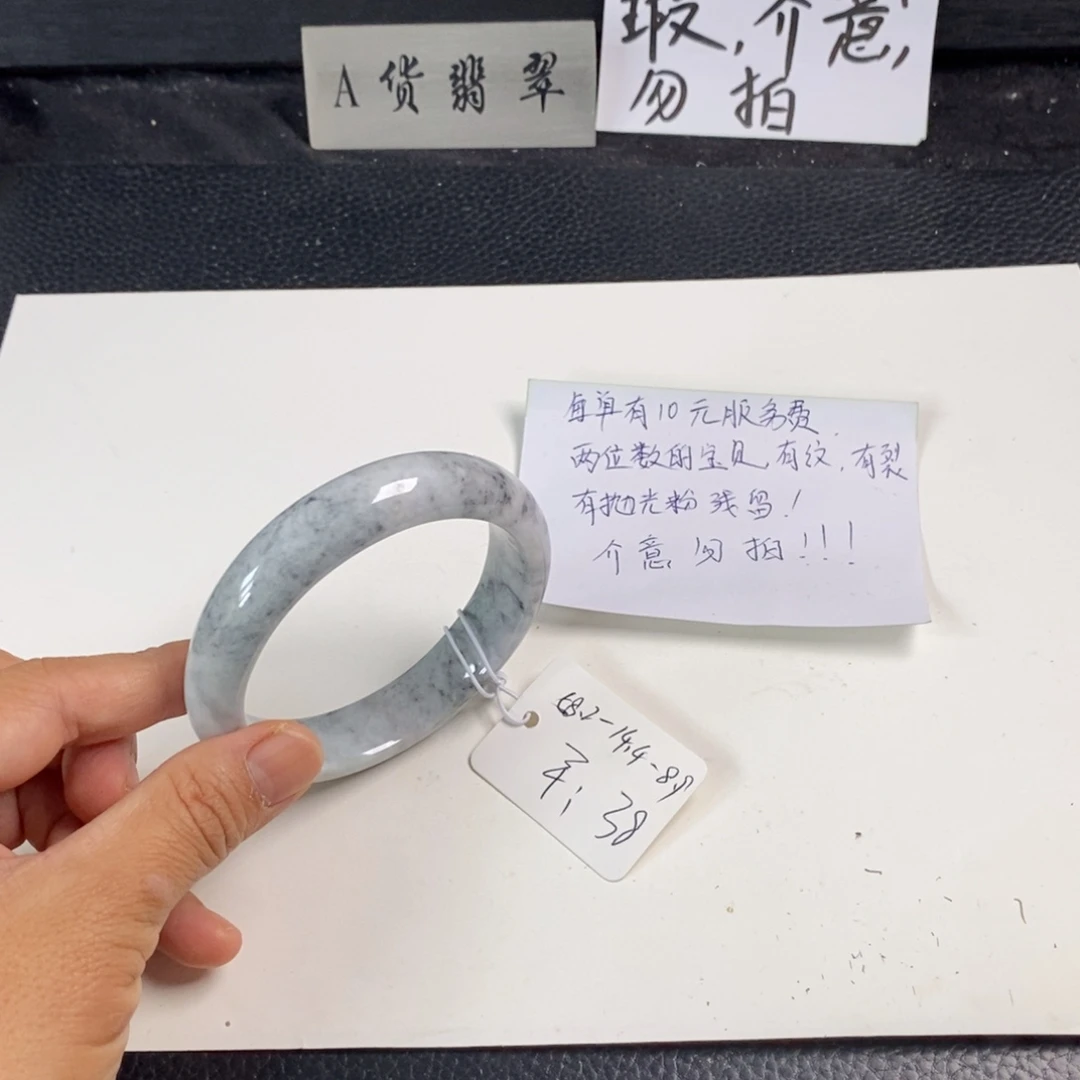 A货翡翠
瑕,介意,
勿拍
每单有10元服务费,
两位数的宝贝,有纹,有裂
有抛光粉残留!
介意勿拍!!!
58.2-14.4-8.9
38